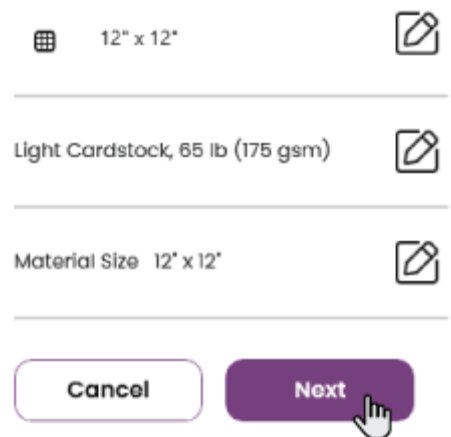 12" x 12"
Light Cardstock, 65 lb (175 gsm)
Material Size 12" x 12"
Cancel
Next